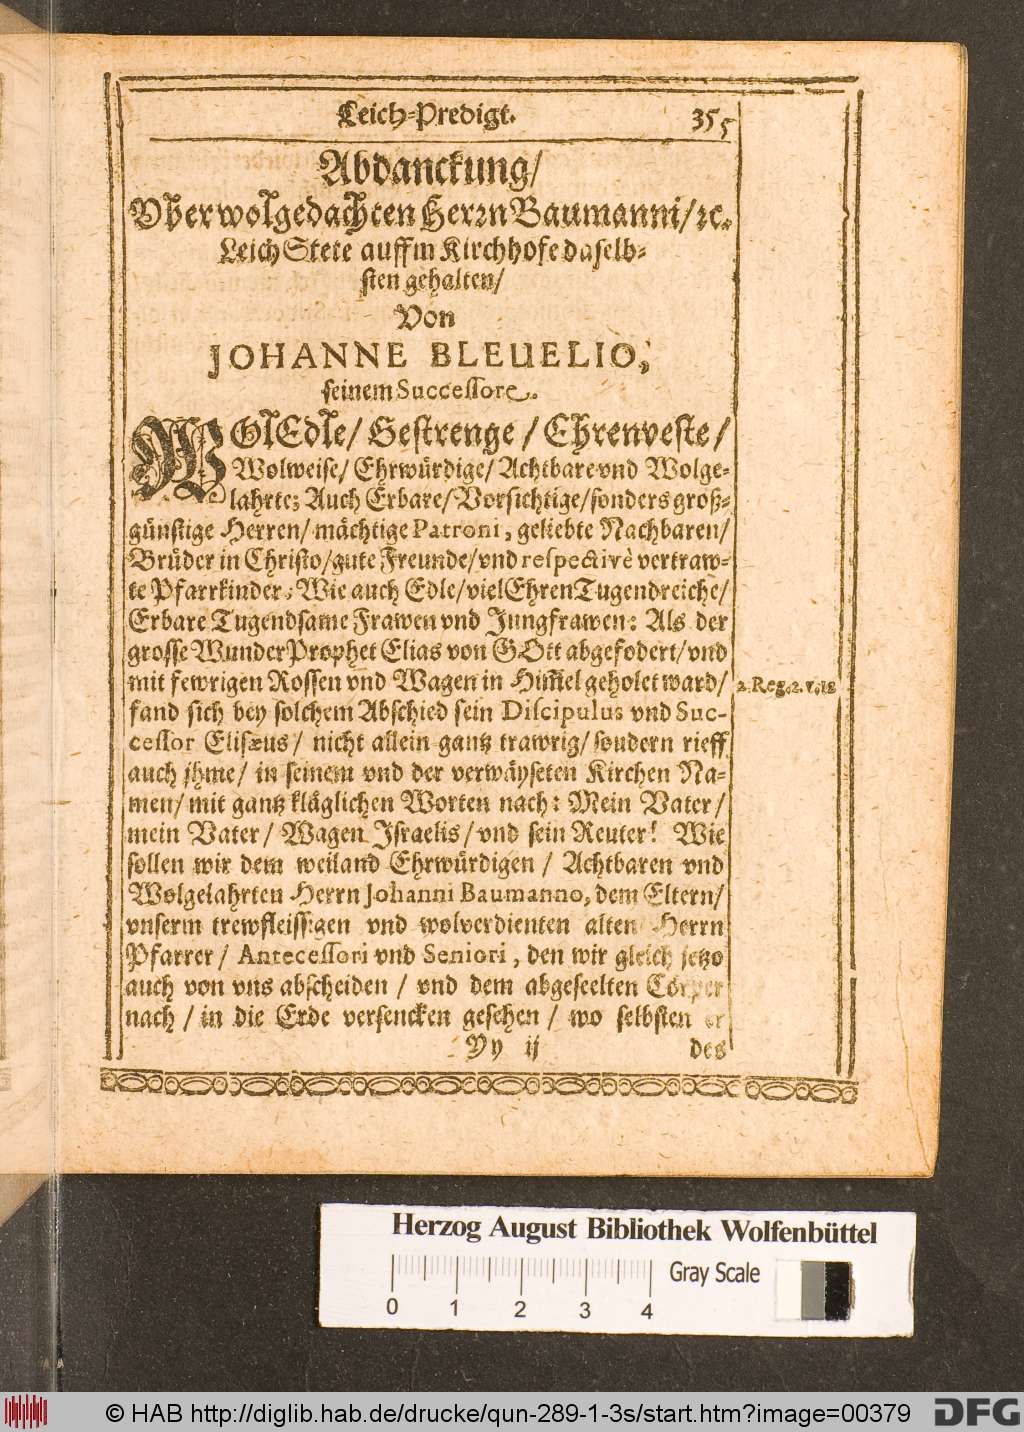 Leich-Predigt. 355
Abdanckung/
Vber wolgedachten Herrn Baumanni/ ꝛc.
Leich Stete auffm Kirchhofe daselb-
sten gehalten/
Von
JOHANNE BLEUELIO,
seinem Successore.
WOlEdle/ Gestrenge/ Ehrenveste/
Wolweise/ Ehrwürdige/ Achtbare vnd Wolge-
lahrte; Auch Erbare/ Vorsichtige/ sonders groß-
günstige Herren/ mächtige Patroni, geliebte Nachbaren/
Brüder in Christo/ gute Freunde/ vnd respectivè vertraw-
te Pfarrkinder; Wie auch Edle/ viel EhrenTugendreiche/
Erbare Tugendsame Frawen vnd Jungfrawen: Als der
grosse WunderProphet Elias von GOtt abgefodert/ vnd
mit fewrigen Rossen vnd Wagen in Him̃el geholet ward/ 2. Reg. 2. v. 12
fand sich bey solchem Abschied sein Discipulus vnd Suc-
cessor Elisæus/ nicht allein gantz trawrig/ sondern rieff
auch jhme/ in seinem vnd der verwäyseten Kirchen Na-
men/ mit gantz kläglichen Worten nach: Mein Vater/
mein Vater/ Wagen Israelis/ vnd sein Reuter! Wie
sollen wir dem weiland Ehrwürdigen/ Achtbaren vnd
Wolgelahrten Herrn Johanni Baumanno, dem Eltern/
vnserm trewfleissigen vnd wolverdienten alten Herrn
Pfarrer/ Antecessori vnd Seniori, den wir gleich jetzo
auch von vns abscheiden/ vnd dem abgeseelten Cörper
nach/ in die Erde versencken gesehen/ wo selbsten er
Yy ij des
Herzog August Bibliothek Wolfenbüttel
Gray Scale
0 1 2 3 4
© HAB http://diglib.hab.de/drucke/qun-289-1-3s/start.htm?image=00379 DFG